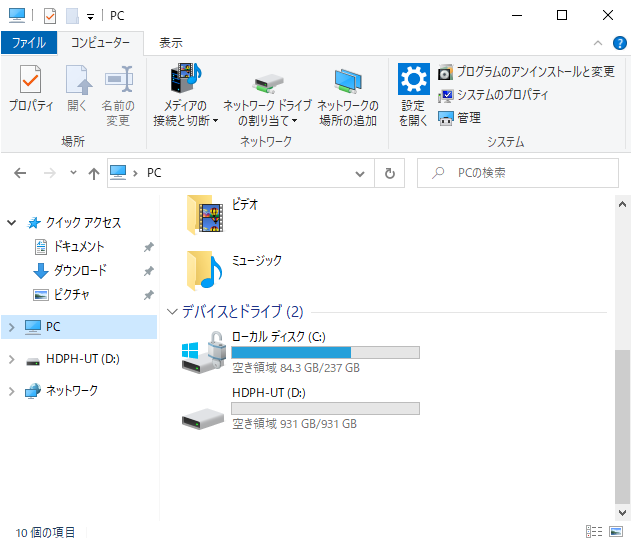 PC
ファイル コンピューター 表示
プロパティ 開く 名前の変更
場所
メディアの接続と切断 ネットワーク ドライブの割り当て ネットワークの場所の追加
ネットワーク
設定を開く
プログラムのアンインストールと変更
システムのプロパティ
管理
システム
PC
PCの検索
クイック アクセス
ドキュメント
ダウンロード
ピクチャ
PC
HDPH-UT (D:)
ネットワーク
ビデオ
ミュージック
デバイスとドライブ (2)
ローカル ディスク (C:)
空き領域 84.3 GB/237 GB
HDPH-UT (D:)
空き領域 931 GB/931 GB
10 個の項目